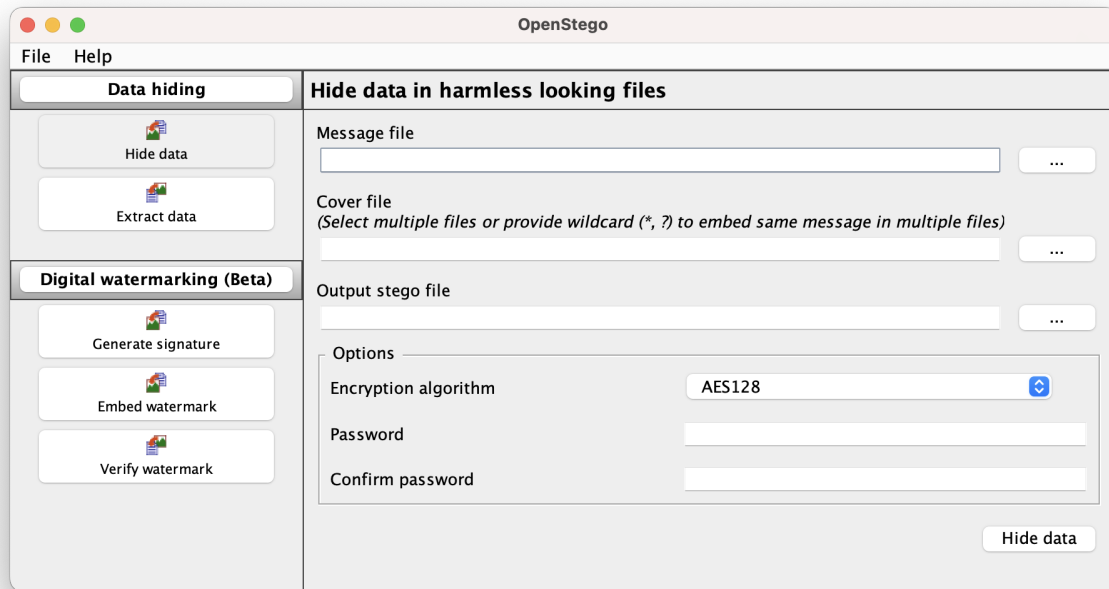 OpenStego
File Help
Data hiding
Hide data
Extract data
Digital watermarking (Beta)
Generate signature
Embed watermark
Verify watermark
Hide data in harmless looking files
Message file
...
Cover file
(Select multiple files or provide wildcard (*, ?) to embed same message in multiple files)
...
Output stego file
...
Options
Encryption algorithm AES128
Password
Confirm password
Hide data